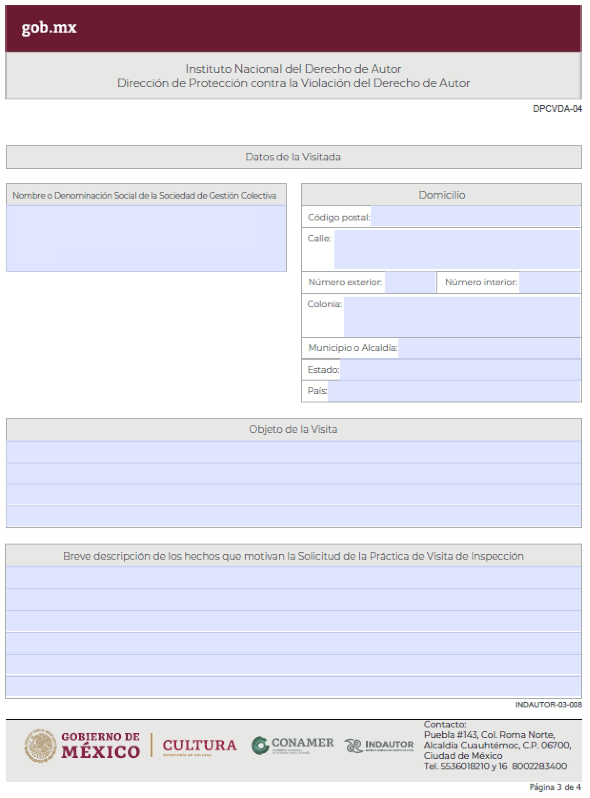 gob.mx
Instituto Nacional del Derecho de Autor
Dirección de Protección contra la Violación del Derecho de Autor
DPCVDA-04
Datos de la Visitada
Nombre o Denominación Social de la Sociedad de Gestión Colectiva
Domicilio
Código postal:
Calle:
Número exterior:
Número interior:
Colonia:
Municipio o Alcaldía:
Estado:
País:
Objeto de la Visita
Breve descripción de los hechos que motivan la Solicitud de la Práctica de Visita de Inspección
INDAUTOR-03-008
GOBIERNO DE
MÉXICO
CULTURA
SECRETARÍA DE CULTURA
CONAMER
INDAUTOR
Contacto:
Puebla #143, Col. Roma Norte,
Alcaldía Cuauhtémoc, C.P. 06700,
Ciudad de México
Tel. 5536018210 y 16 8002283400
Página 3 de 4